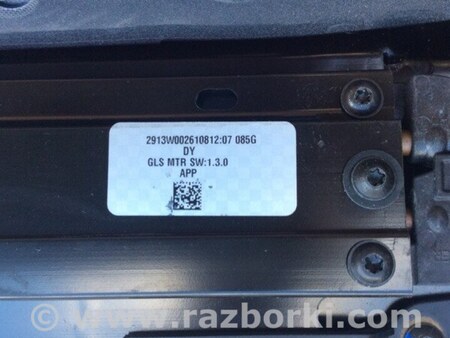 2913W002610812:07 085G
DY
GLS MTR SW:1.3.0
APP
© www.razborki.com